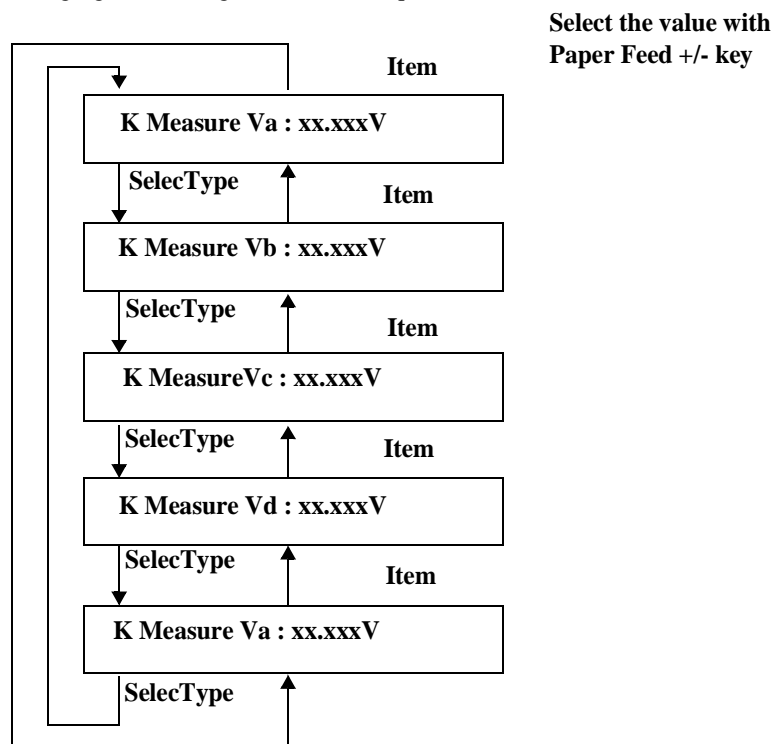 Select the value with
Paper Feed +/- key
Item
K Measure Va : xx.xxxV
SelecType
Item
K Measure Vb : xx.xxxV
SelecType
Item
K MeasureVc : xx.xxxV
SelecType
Item
K Measure Vd : xx.xxxV
SelecType
Item
K Measure Va : xx.xxxV
SelecType